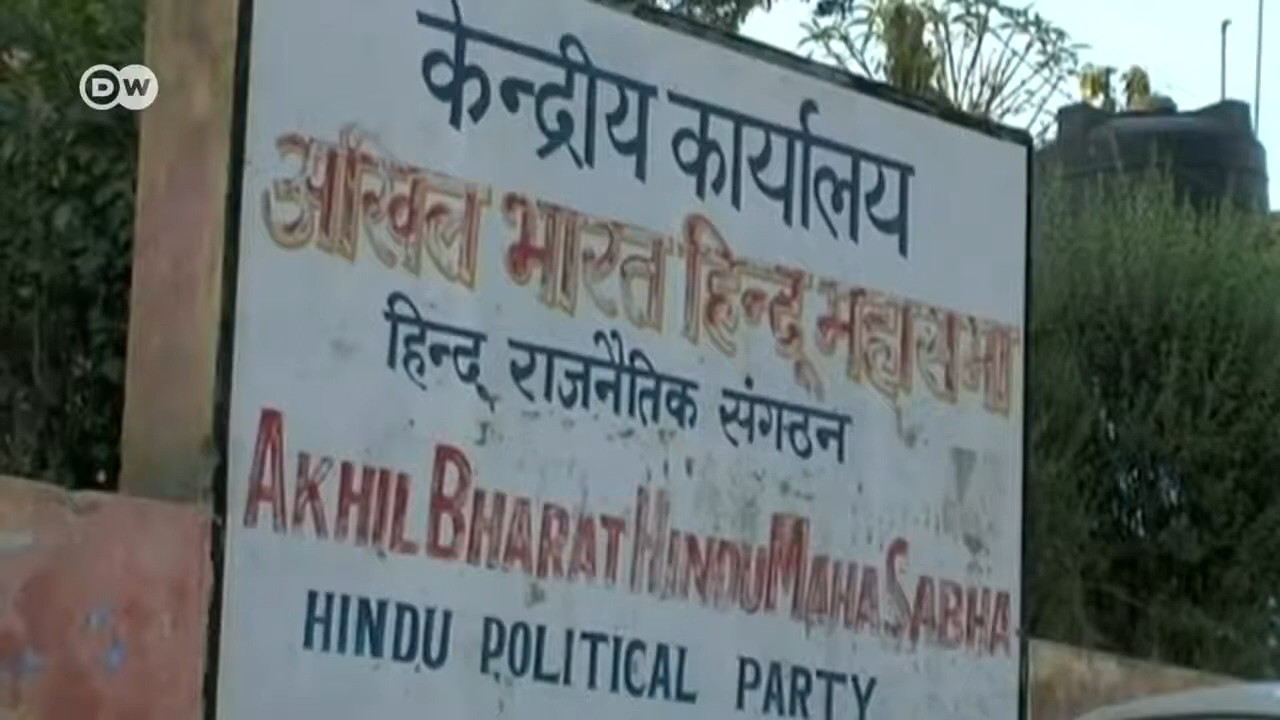 DW
केन्द्रीय कार्यालय
अखिल भारत हिन्दू महासभा
हिन्दू राजनैतिक संगठन
AKHIL BHARAT HINDU MAHA SABHA
HINDU POLITICAL PARTY